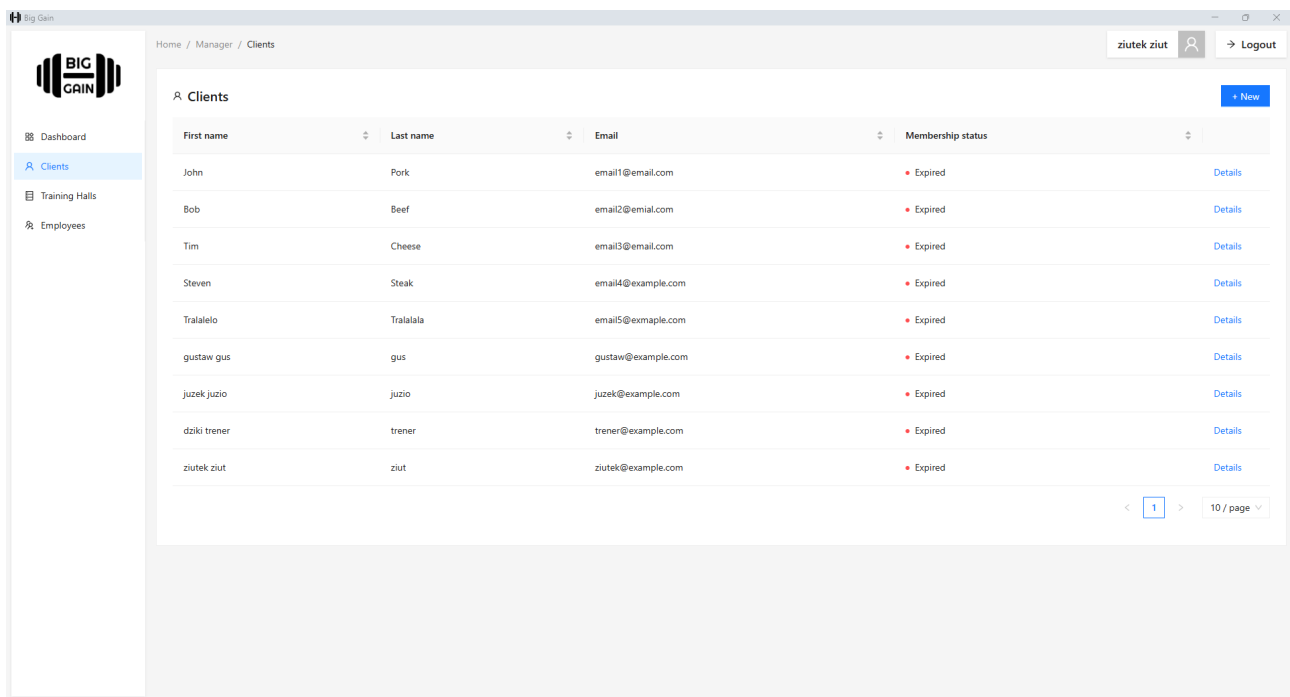 Big Gain
BIG
GAIN
Home / Manager / Clients
ziutek ziut
Logout
Dashboard
Clients
Training Halls
Employees
Clients
+ New
First name Last name Email Membership status
John Pork email1@email.com Expired Details
Bob Beef email2@emial.com Expired Details
Tim Cheese email3@email.com Expired Details
Steven Steak email4@example.com Expired Details
Tralalelo Tralalala email5@exmaple.com Expired Details
gustaw gus gus gustaw@example.com Expired Details
juzek juzio juzio juzek@example.com Expired Details
dziki trener trener trener@example.com Expired Details
ziutek ziut ziut ziutek@example.com Expired Details
< 1 > 10 / page